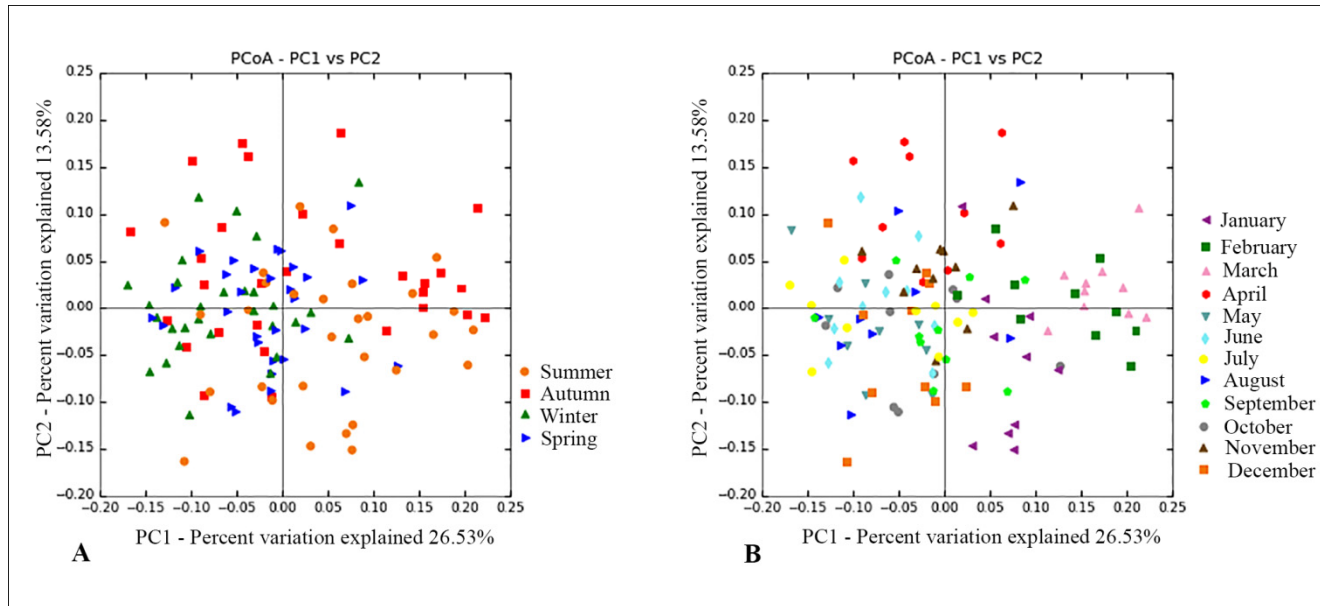 PCoA - PC1 vs PC2
0.25
0.20
0.15
0.10
0.05
0.00
−0.05
−0.10
−0.15
−0.20
−0.20 −0.15 −0.10 −0.05 0.00 0.05 0.10 0.15 0.20 0.25
PC2 - Percent variation explained 13.58%
PC1 - Percent variation explained 26.53%
Summer
Autumn
Winter
Spring
A
PCoA - PC1 vs PC2
0.25
0.20
0.15
0.10
0.05
0.00
−0.05
−0.10
−0.15
−0.20
−0.20 −0.15 −0.10 −0.05 0.00 0.05 0.10 0.15 0.20 0.25
PC2 - Percent variation explained 13.58%
PC1 - Percent variation explained 26.53%
January
February
March
April
May
June
July
August
September
October
November
December
B